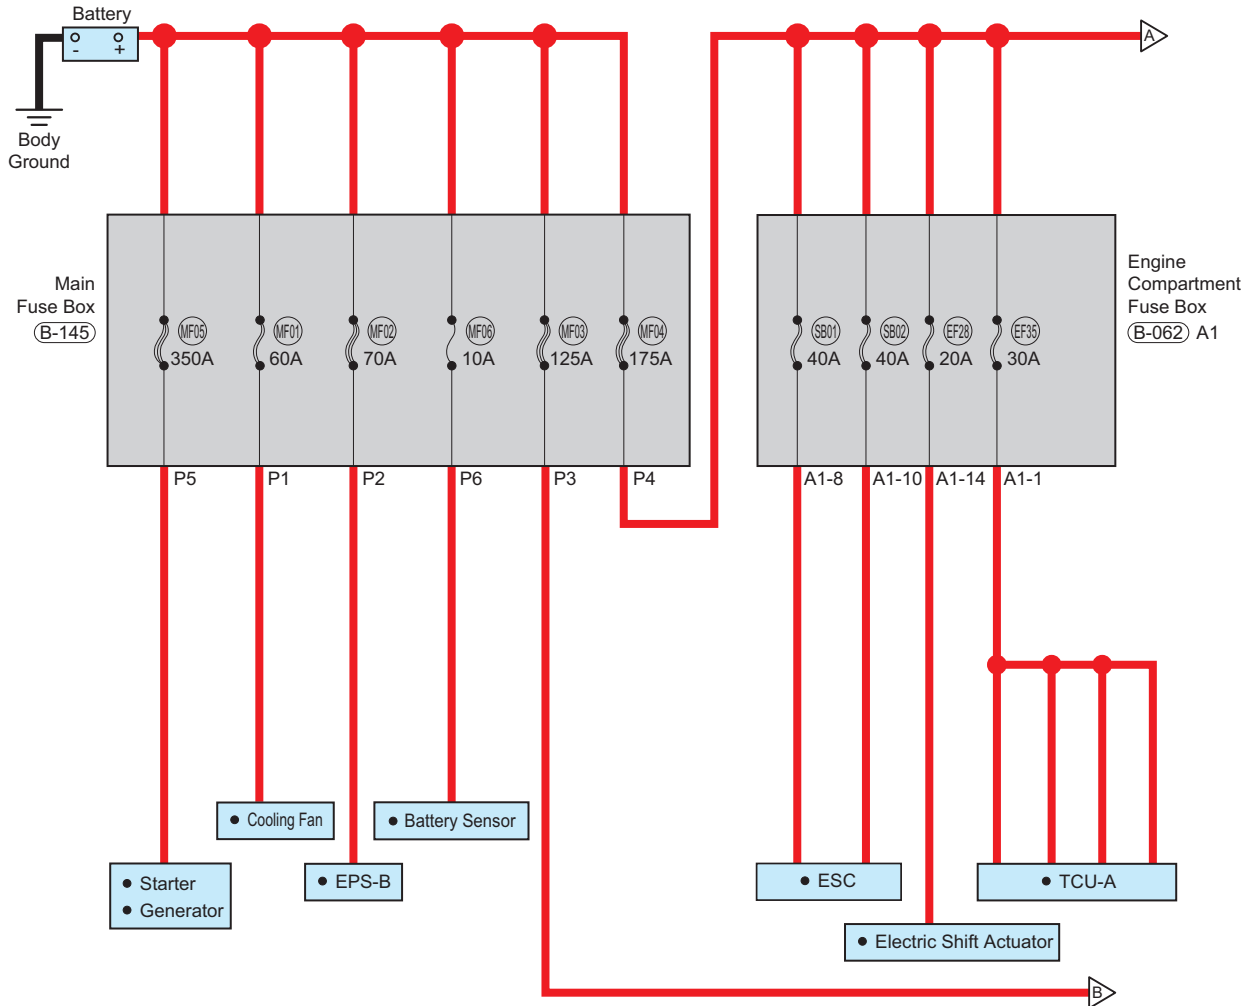 Battery
- +
Body
Ground
A
Main
Fuse Box
B-145
MF05
350A
MF01
60A
MF02
70A
MF06
10A
MF03
125A
MF04
175A
SB01
40A
SB02
40A
EF28
20A
EF35
30A
Engine
Compartment
Fuse Box
B-062 A1
P5
P1
P2
P6
P3
P4
A1-8
A1-10
A1-14
A1-1
• Cooling Fan
• Battery Sensor
• Starter
• Generator
• EPS-B
• ESC
• TCU-A
• Electric Shift Actuator
B